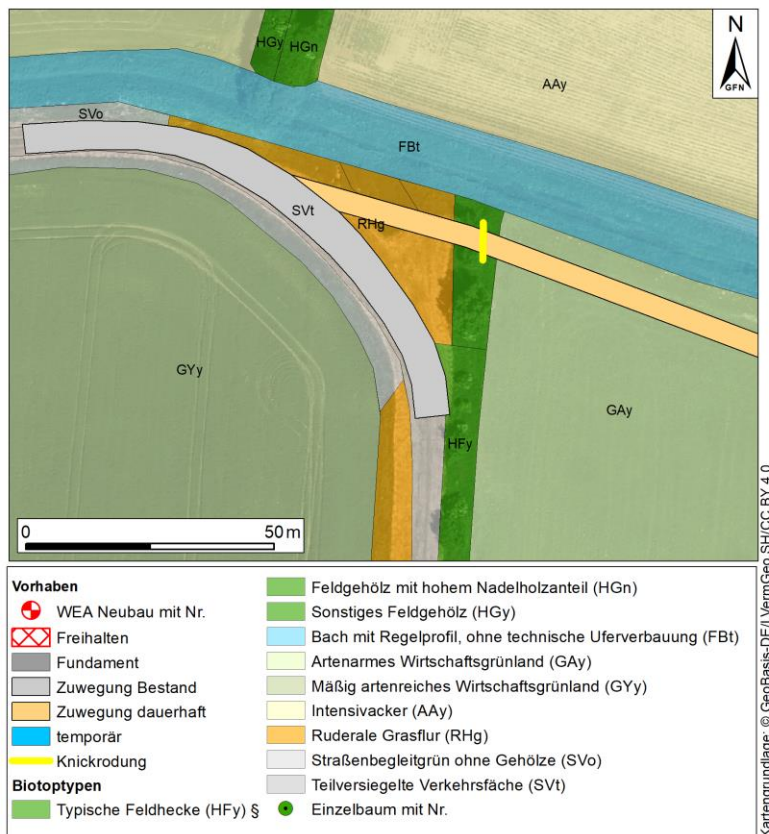 HGy
HGn
N
GFN
AAy
SVo
FBt
SVt
RHg
GYy
GAy
HFy
0 50 m
Kartengrundlage: © GeoBasis-DE/LVermGeo SH/CC BY 4.0
Vorhaben
WEA Neubau mit Nr.
Freihalten
Fundament
Zuwegung Bestand
Zuwegung dauerhaft
temporär
Knickrodung
Biotoptypen
Typische Feldhecke (HFy) §
Feldgehölz mit hohem Nadelholzanteil (HGn)
Sonstiges Feldgehölz (HGy)
Bach mit Regelprofil, ohne technische Uferverbauung (FBt)
Artenarmes Wirtschaftsgrünland (GAy)
Mäßig artenreiches Wirtschaftsgrünland (GYy)
Intensivacker (AAy)
Ruderale Grasflur (RHg)
Straßenbegleitgrün ohne Gehölze (SVo)
Teilversiegelte Verkehrsfäche (SVt)
Einzelbaum mit Nr.